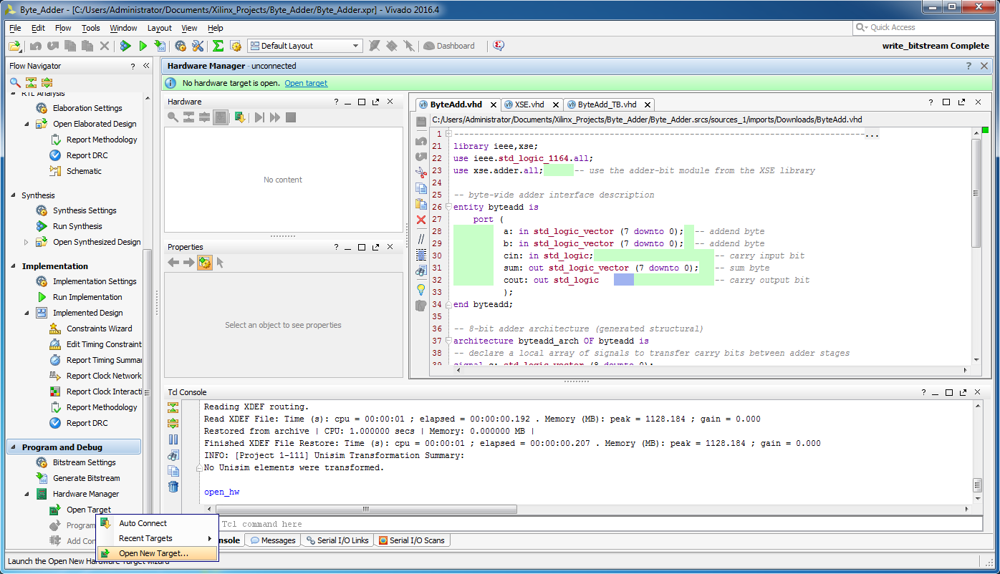 Byte_Adder - [C:/Users/Administrator/Documents/Xilinx_Projects/Byte_Adder/Byte_Adder.xpr] - Vivado 2016.4
File Edit Flow Tools Window Layout View Help
Quick Access
Default Layout
Dashboard
write_bitstream Complete
Flow Navigator ? «
RTL Analysis
Elaboration Settings
Open Elaborated Design
Report Methodology
Report DRC
Schematic
Synthesis
Synthesis Settings
Run Synthesis
Open Synthesized Design
Implementation
Implementation Settings
Run Implementation
Implemented Design
Constraints Wizard
Edit Timing Constraint
Report Timing Summar
Report Clock Network
Report Clock Interacti
Report Methodology
Report DRC
Program and Debug
Bitstream Settings
Generate Bitstream
Hardware Manager
Open Target
Program
Add Con
Auto Connect
Recent Targets
Open New Target...
Launch the Open New Hardware Target wizard
Hardware Manager - unconnected
No hardware target is open. Open target
Hardware
No content
Properties
Select an object to see properties
ByteAdd.vhd XSE.vhd ByteAdd_TB.vhd
C:/Users/Administrator/Documents/Xilinx_Projects/Byte_Adder/Byte_Adder.srcs/sources_1/imports/Downloads/ByteAdd.vhd
1 ----------------------------------------------------------------------------------...
21 library ieee,xse;
22 use ieee.std_logic_1164.all;
23 use xse.adder.all; -- use the adder-bit module from the XSE library
24
25 -- byte-wide adder interface description
26 entity byteadd is
27 port (
28 a: in std_logic_vector (7 downto 0); -- addend byte
29 b: in std_logic_vector (7 downto 0); -- addend byte
30 cin: in std_logic; -- carry input bit
31 sum: out std_logic_vector (7 downto 0); -- sum byte
32 cout: out std_logic -- carry output bit
33 );
34 end byteadd;
35
36 -- 8-bit adder architecture (generated structural)
37 architecture byteadd_arch OF byteadd is
38 -- declare a local array of signals to transfer carry bits between adder stages
39 signal c: std_logic_vector (8 downto 0);
Tcl Console
Reading XDEF routing.
Read XDEF File: Time (s): cpu = 00:00:01 ; elapsed = 00:00:00.192 . Memory (MB): peak = 1128.184 ; gain = 0.000
Restored from archive | CPU: 1.000000 secs | Memory: 0.000000 MB |
Finished XDEF File Restore: Time (s): cpu = 00:00:01 ; elapsed = 00:00:00.207 . Memory (MB): peak = 1128.184 ; gain = 0.000
INFO: [Project 1-111] Unisim Transformation Summary:
No Unisim elements were transformed.
open_hw
Tcl command here
nsole Messages Serial I/O Links Serial I/O Scans